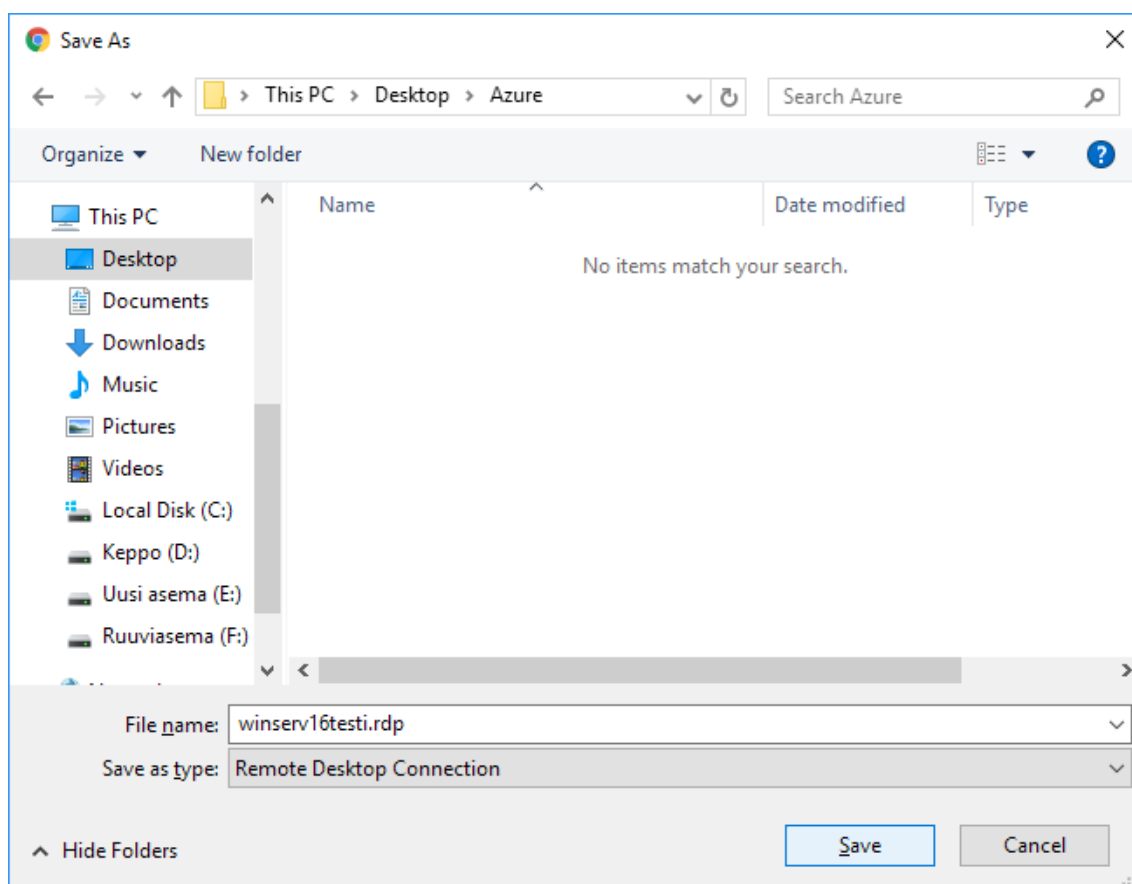 Save As
This PC > Desktop > Azure
Search Azure
Organize
New folder
Name
Date modified
Type
No items match your search.
This PC
Desktop
Documents
Downloads
Music
Pictures
Videos
Local Disk (C:)
Keppo (D:)
Uusi asema (E:)
Ruuviasema (F:)
File name: winserv16testi.rdp
Save as type: Remote Desktop Connection
Hide Folders
Save
Cancel